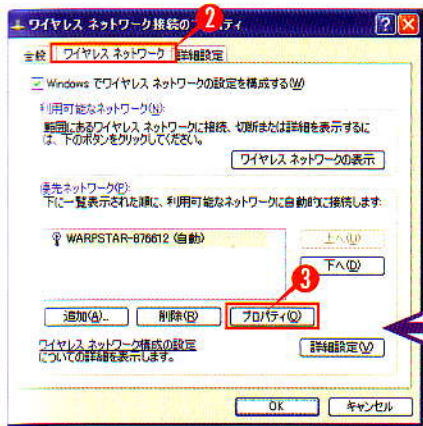 ワイヤレス ネットワーク接続のプロパティ
2
全般 ワイヤレス ネットワーク 詳細設定
Windows でワイヤレス ネットワークの設定を構成する(W)
利用可能なネットワーク(N):
範囲にあるワイヤレス ネットワークに接続、切断または詳細を表示するに
は、下のボタンをクリックしてください。
ワイヤレス ネットワークの表示
優先ネットワーク(P):
下に一覧表示された順に、利用可能なネットワークに自動的に接続します:
WARPSTAR-876612 (自動)
上へ(U)
下へ(D)
3
追加(A)... 削除(R) プロパティ(O)
ワイヤレス ネットワーク構成の設定
についての詳細を表示します。
詳細設定(V)
OK キャンセル